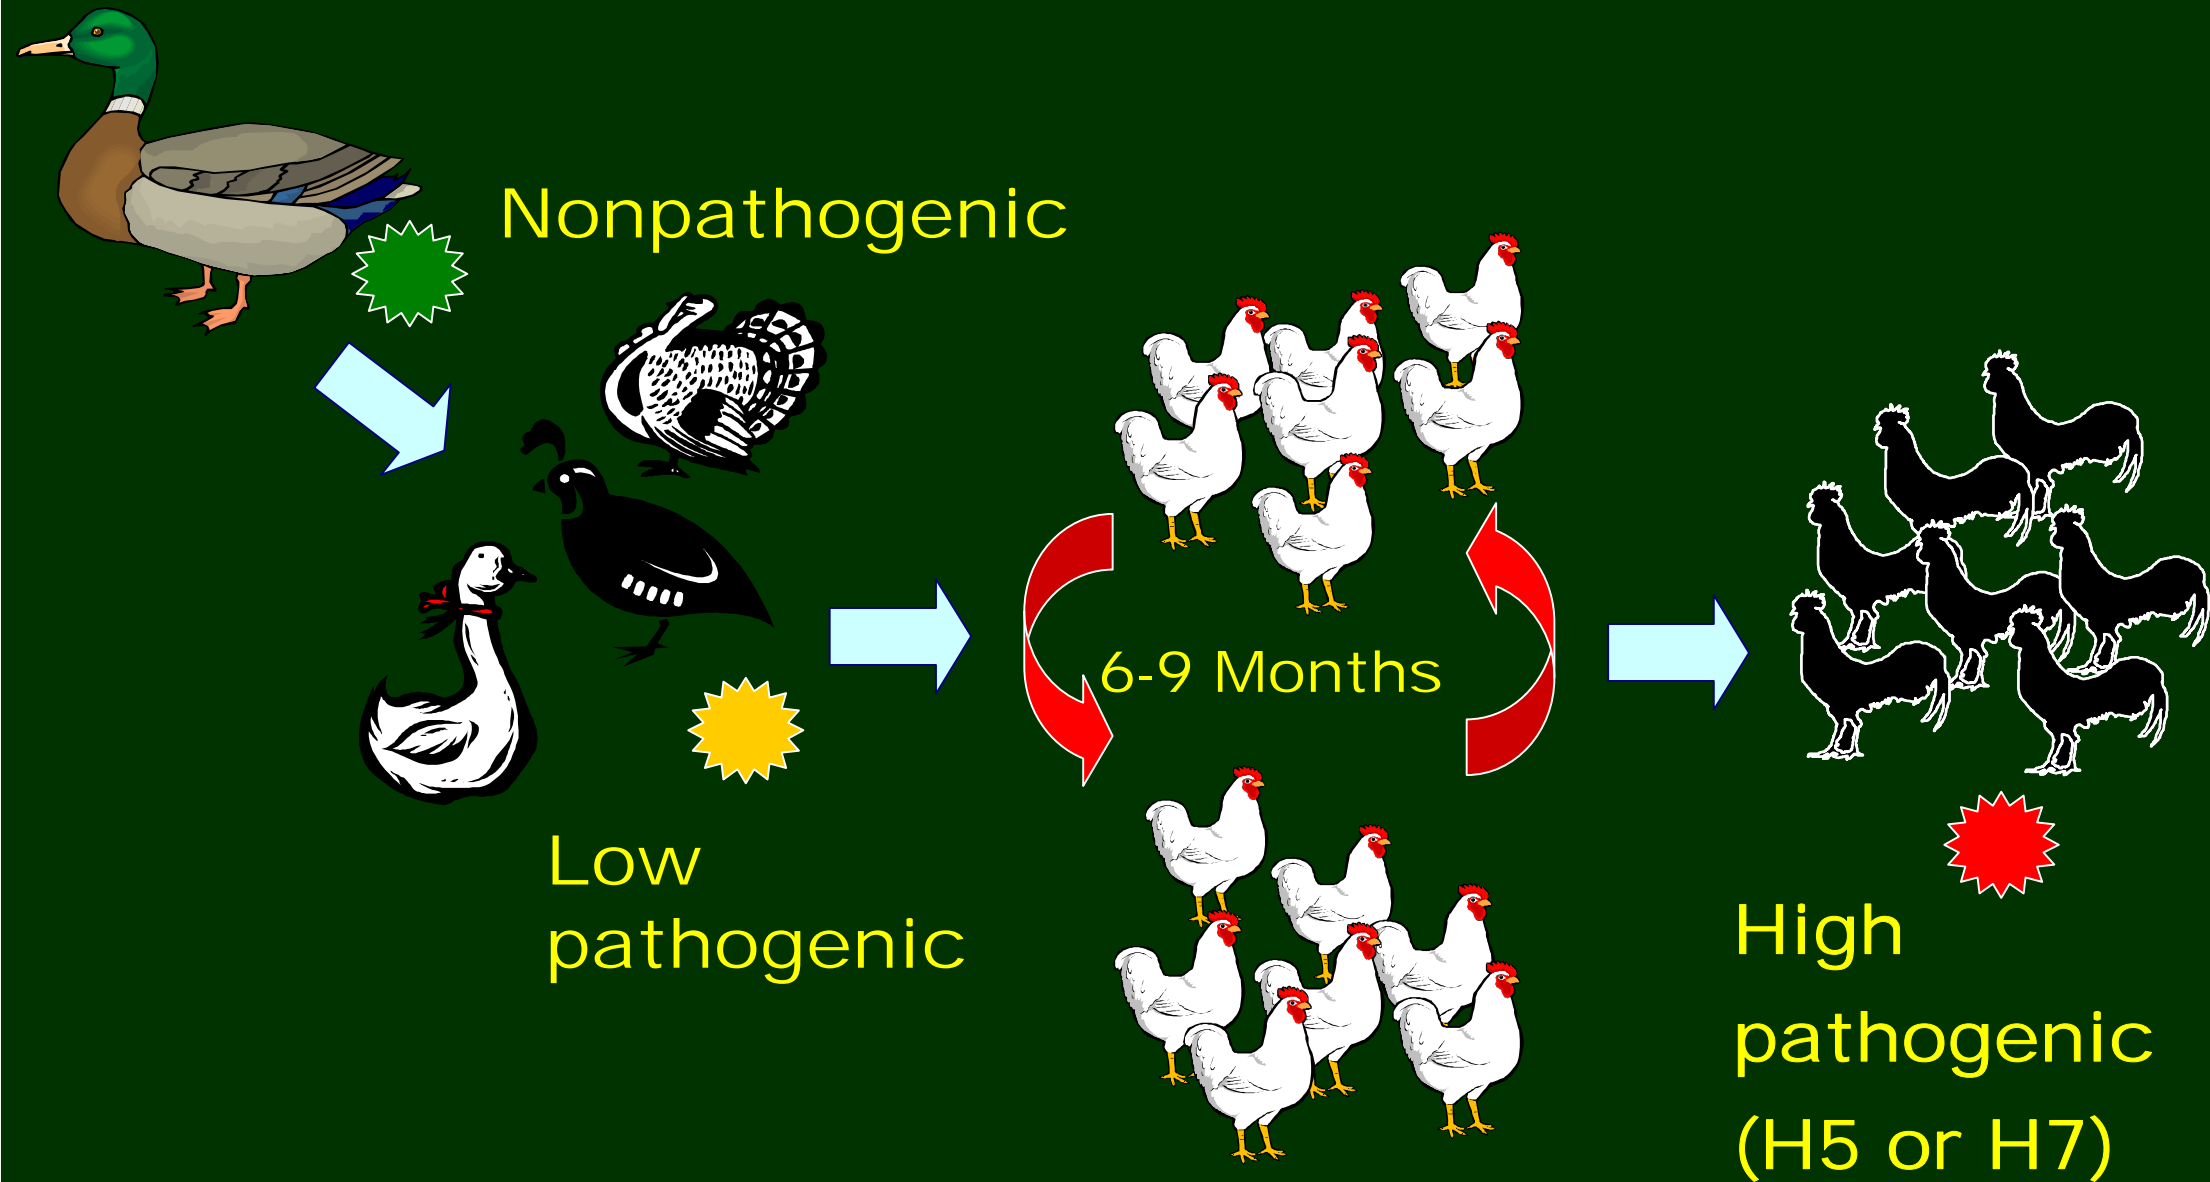 Nonpathogenic
6-9 Months
Low
pathogenic
High
pathogenic
(H5 or H7)